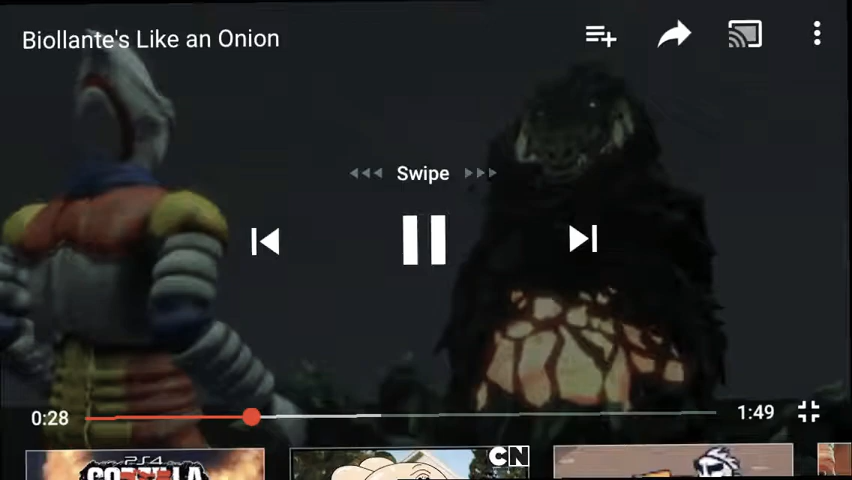 Biollante's Like an Onion
Swipe
0:28
1:49
PS4
GODZILLA
CN